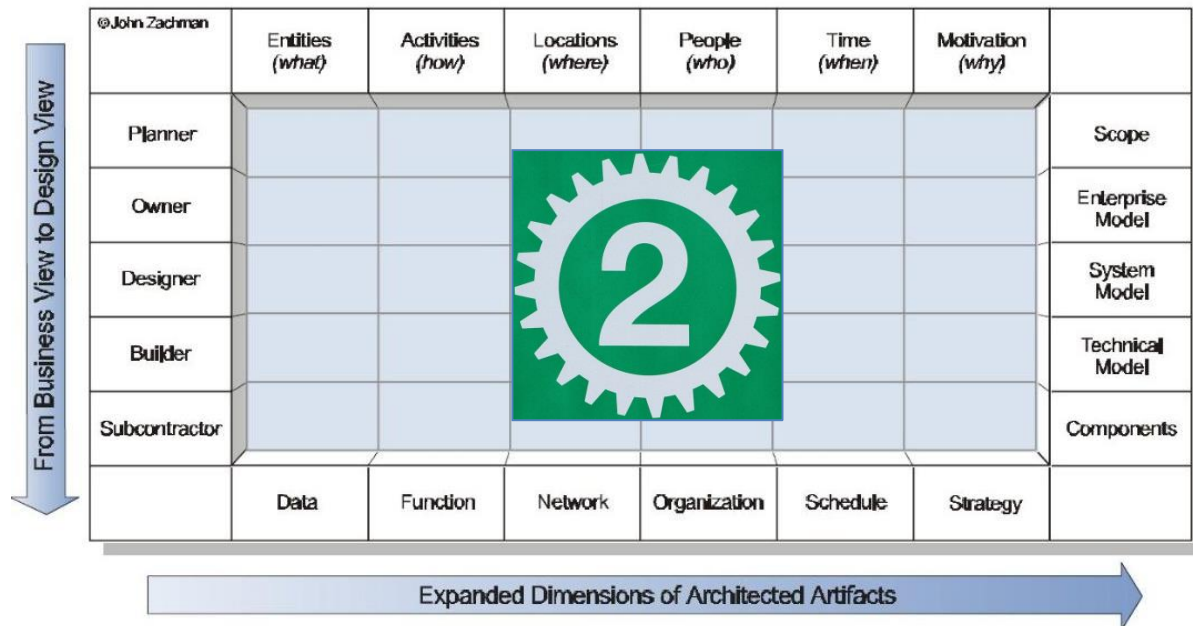 ©John Zachman
Entities
(what)
Activities
(how)
Locations
(where)
People
(who)
Time
(when)
Motivation
(why)
Planner
Scope
Owner
Enterprise
Model
Designer
System
Model
Builder
Technical
Model
Subcontractor
Components
Data
Function
Network
Organization
Schedule
Strategy
2
From Business View to Design View
Expanded Dimensions of Architected Artifacts